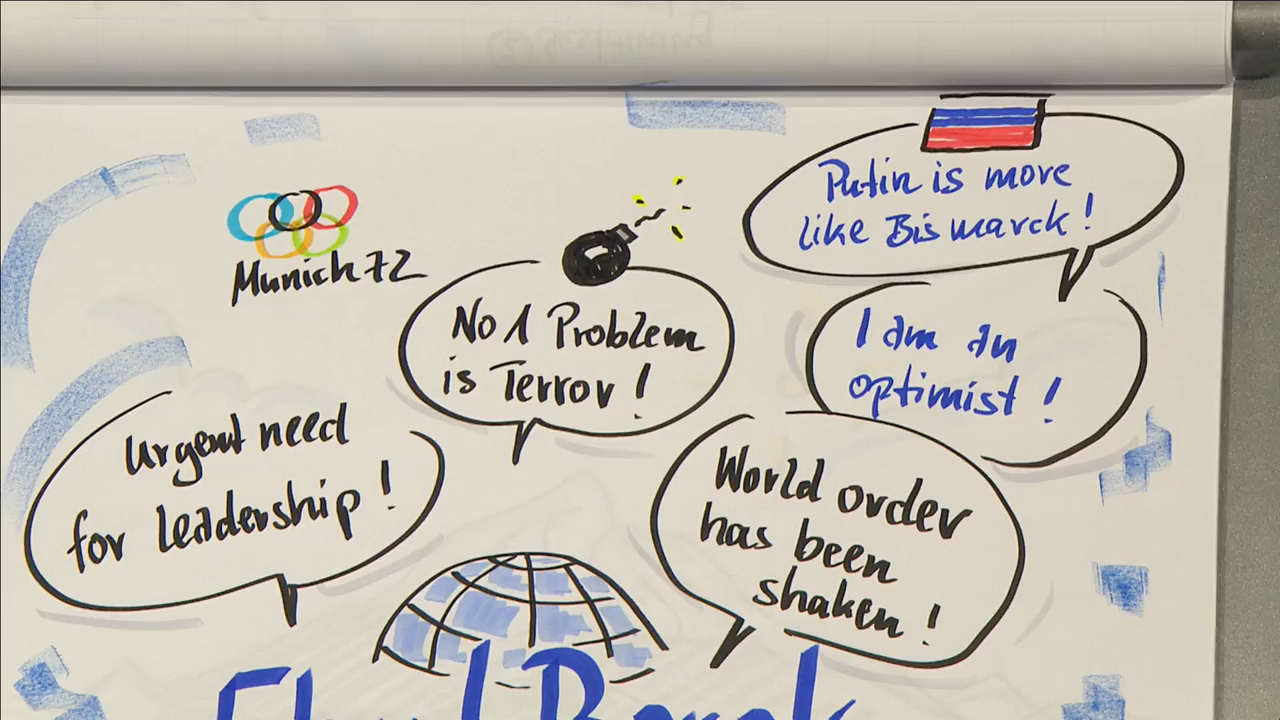 Munich 72
Putin is more
like Bismarck!
No 1 Problem
is Terror!
I am an
optimist!
Urgent need
for leadership!
World order
has been
shaken!